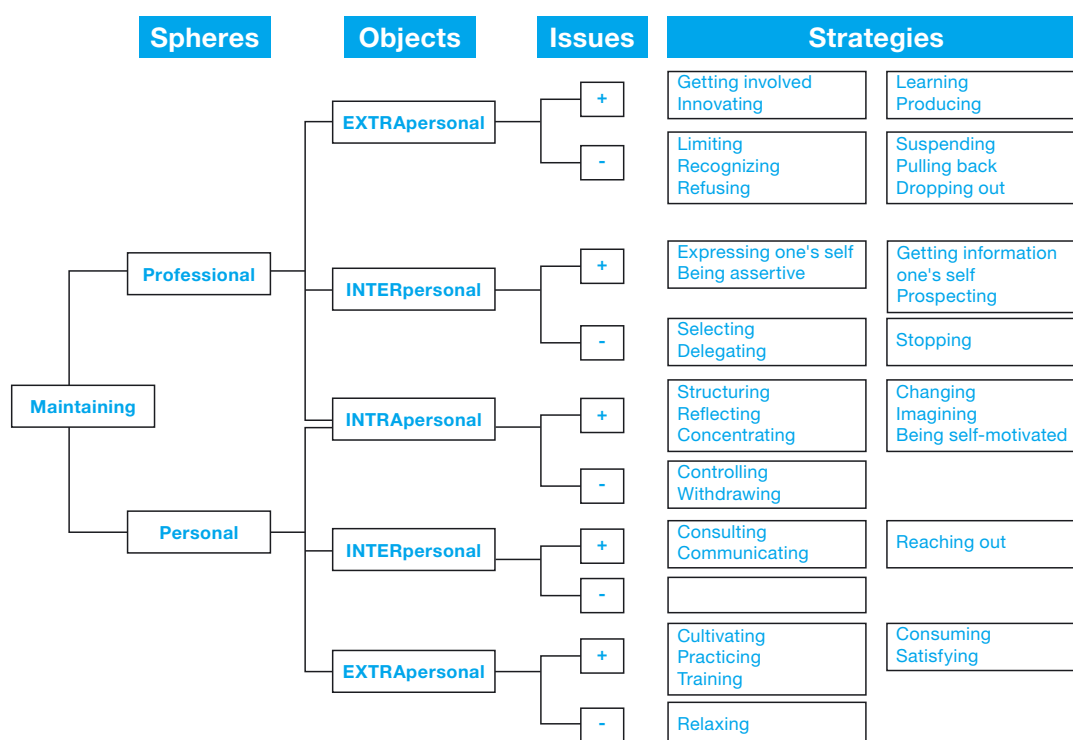 Spheres
Objects
Issues
Strategies
EXTRApersonal
+
Getting involved
Innovating
Learning
Producing
-
Limiting
Recognizing
Refusing
Suspending
Pulling back
Dropping out
Professional
INTERpersonal
+
Expressing one's self
Being assertive
Getting information
one's self
Prospecting
-
Selecting
Delegating
Stopping
Maintaining
INTRApersonal
+
Structuring
Reflecting
Concentrating
Changing
Imagining
Being self-motivated
-
Controlling
Withdrawing
Personal
INTERpersonal
+
Consulting
Communicating
Reaching out
-
EXTRApersonal
+
Cultivating
Practicing
Training
Consuming
Satisfying
-
Relaxing